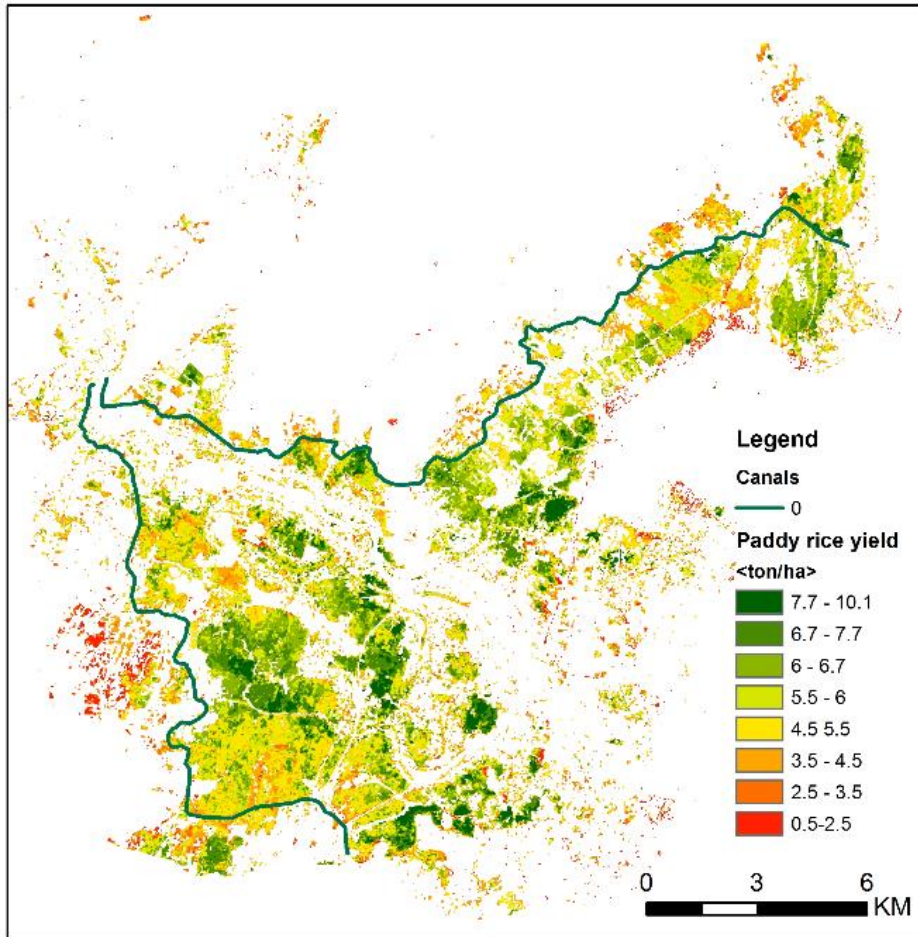 Legend
Canals
0
Paddy rice yield
<ton/ha>
7.7 - 10.1
6.7 - 7.7
6 - 6.7
5.5 - 6
4.5 5.5
3.5 - 4.5
2.5 - 3.5
0.5-2.5
0 3 6
KM